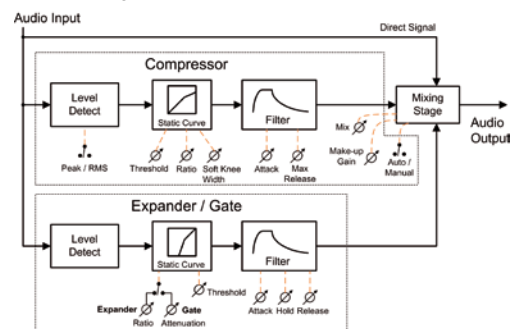 Audio Input
Direct Signal
Compressor
Level
Detect
Static Curve
Filter
Mixing
Stage
Audio
Output
Peak / RMS
Threshold
Ratio
Soft Knee
Width
Attack
Max
Release
Mix
Make-up
Gain
Auto /
Manual
Expander / Gate
Level
Detect
Static Curve
Filter
Threshold
Expander
Ratio
Gate
Attenuation
Attack
Hold
Release